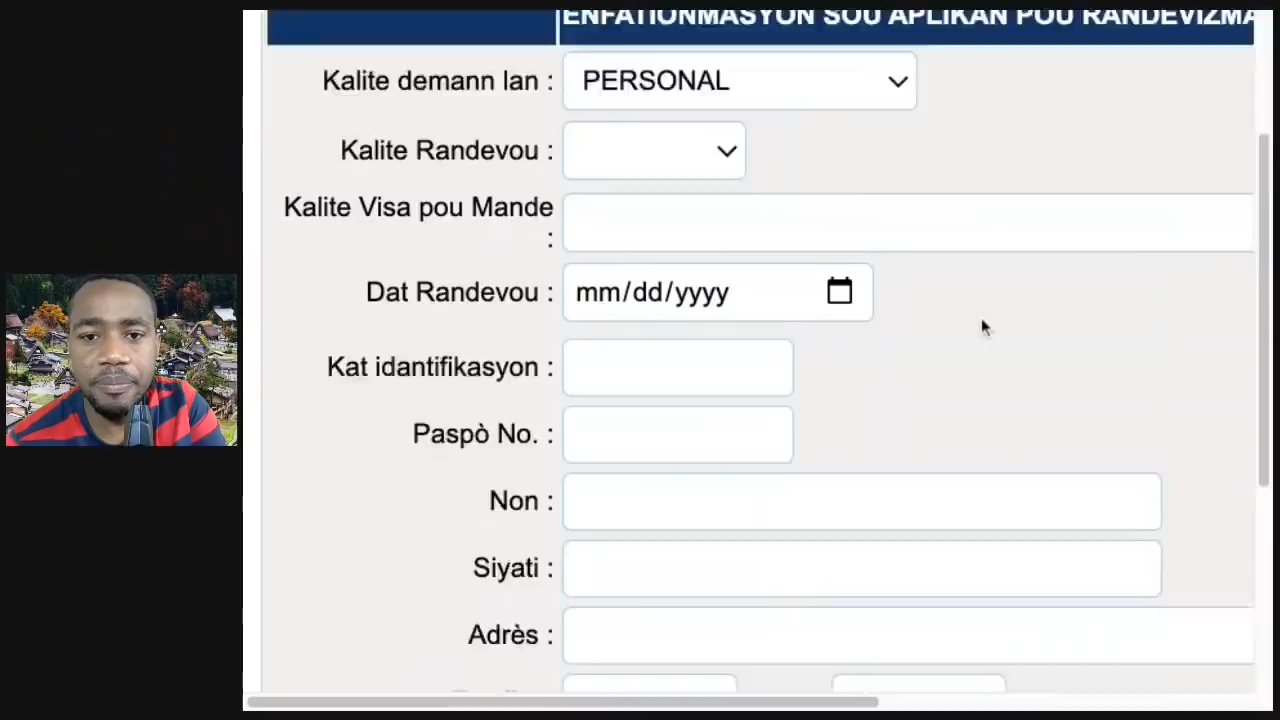 ENFATIONMASYON SOU APLIKAN POU RANDEVIZMA
Kalite demann lan : PERSONAL
Kalite Randevou :
Kalite Visa pou Mande
:
Dat Randevou : mm/dd/yyyy
Kat idantifikasyon :
Paspò No. :
Non :
Siyati :
Adrès :